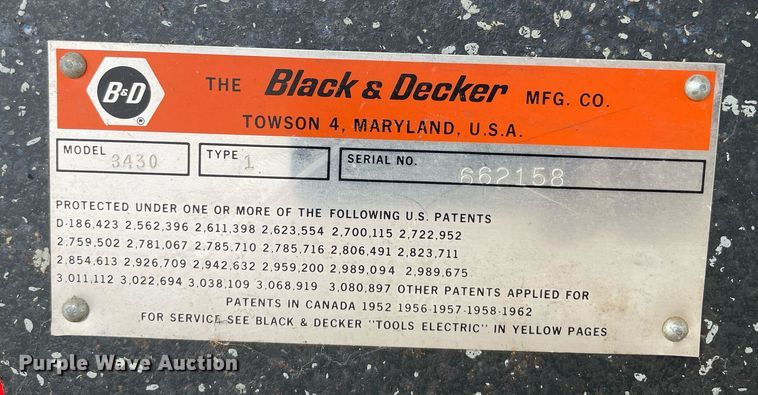 B&D ®
THE Black & Decker MFG. CO.
TOWSON 4, MARYLAND, U.S.A.
MODEL 3430 TYPE 1 SERIAL NO. 662158
PROTECTED UNDER ONE OR MORE OF THE FOLLOWING U.S. PATENTS
D-186,423 2,562,396 2,611,398 2,623,554 2,700,115 2,722,952
2,759,502 2,781,067 2,785,710 2,785,716 2,806,491 2,823,711
2,854,613 2,926,709 2,942,632 2,959,200 2,989,094 2,989,675
3,011,112 3,022,694 3,038,109 3,068,919 3,080,897 OTHER PATENTS APPLIED FOR
PATENTS IN CANADA 1952 1956-1957-1958-1962
FOR SERVICE SEE BLACK & DECKER "TOOLS ELECTRIC" IN YELLOW PAGES
Purple Wave Auction